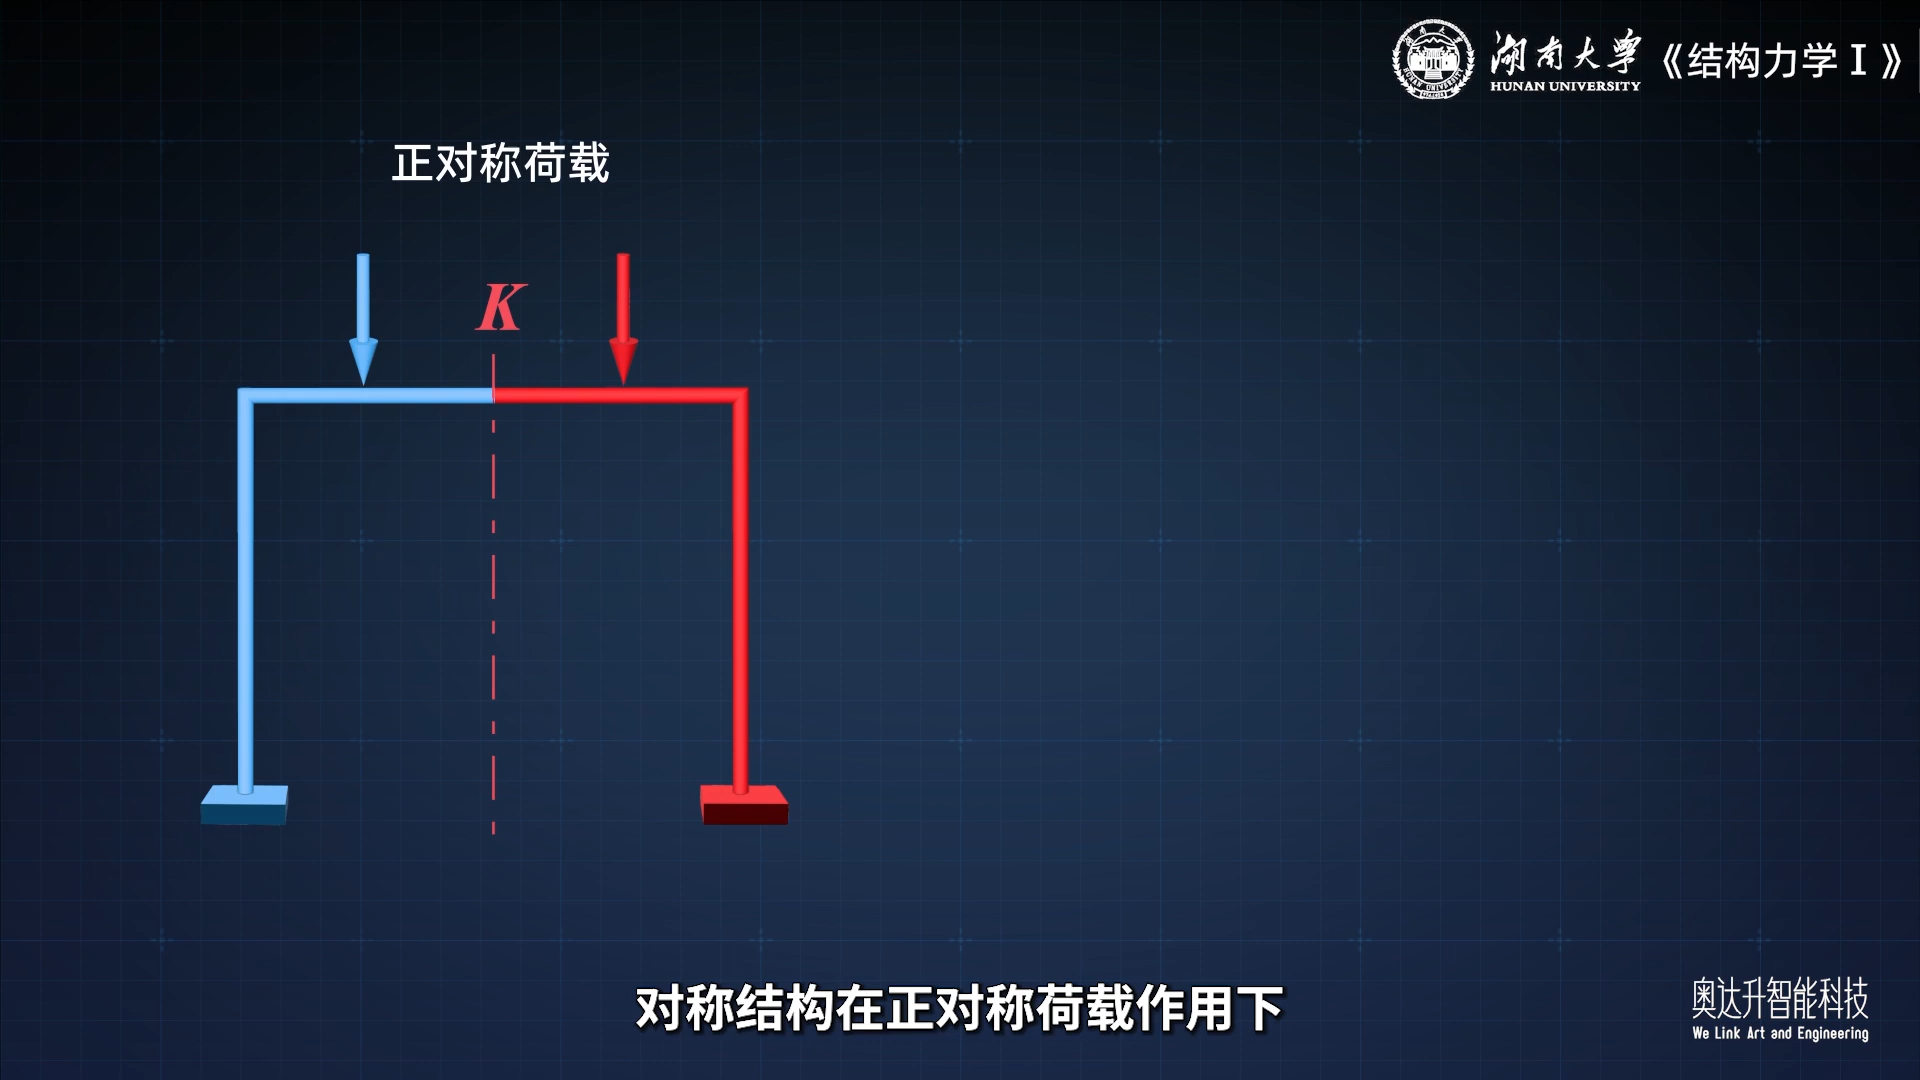 湖南大学
HUNAN UNIVERSITY
《结构力学Ⅰ》
正对称荷载
K
对称结构在正对称荷载作用下
奥达升智能科技
We Link Art and Engineering